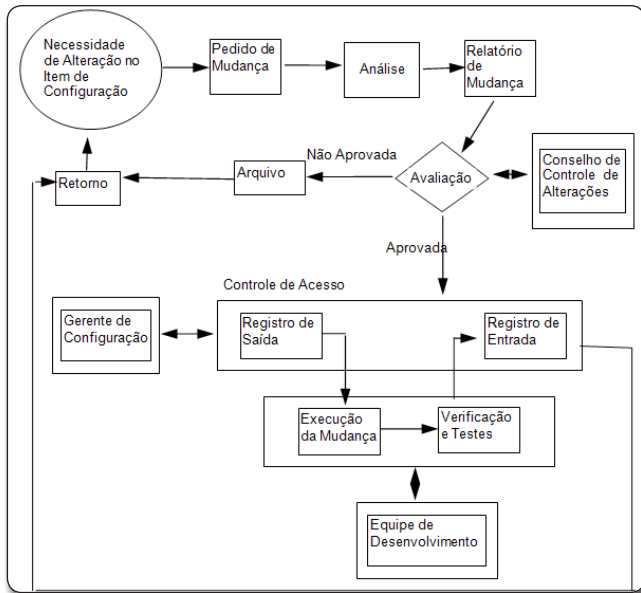 Necessidade
de Alteração no
Item de
Configuração
Pedido de
Mudança
Análise
Relatório
de
Mudança
Não Aprovada
Retorno
Arquivo
Avaliação
Conselho de
Controle de
Alterações
Aprovada
Controle de Acesso
Gerente de
Configuração
Registro de
Saída
Registro de
Entrada
Execução
da Mudança
Verificação
e Testes
Equipe de
Desenvolvimento